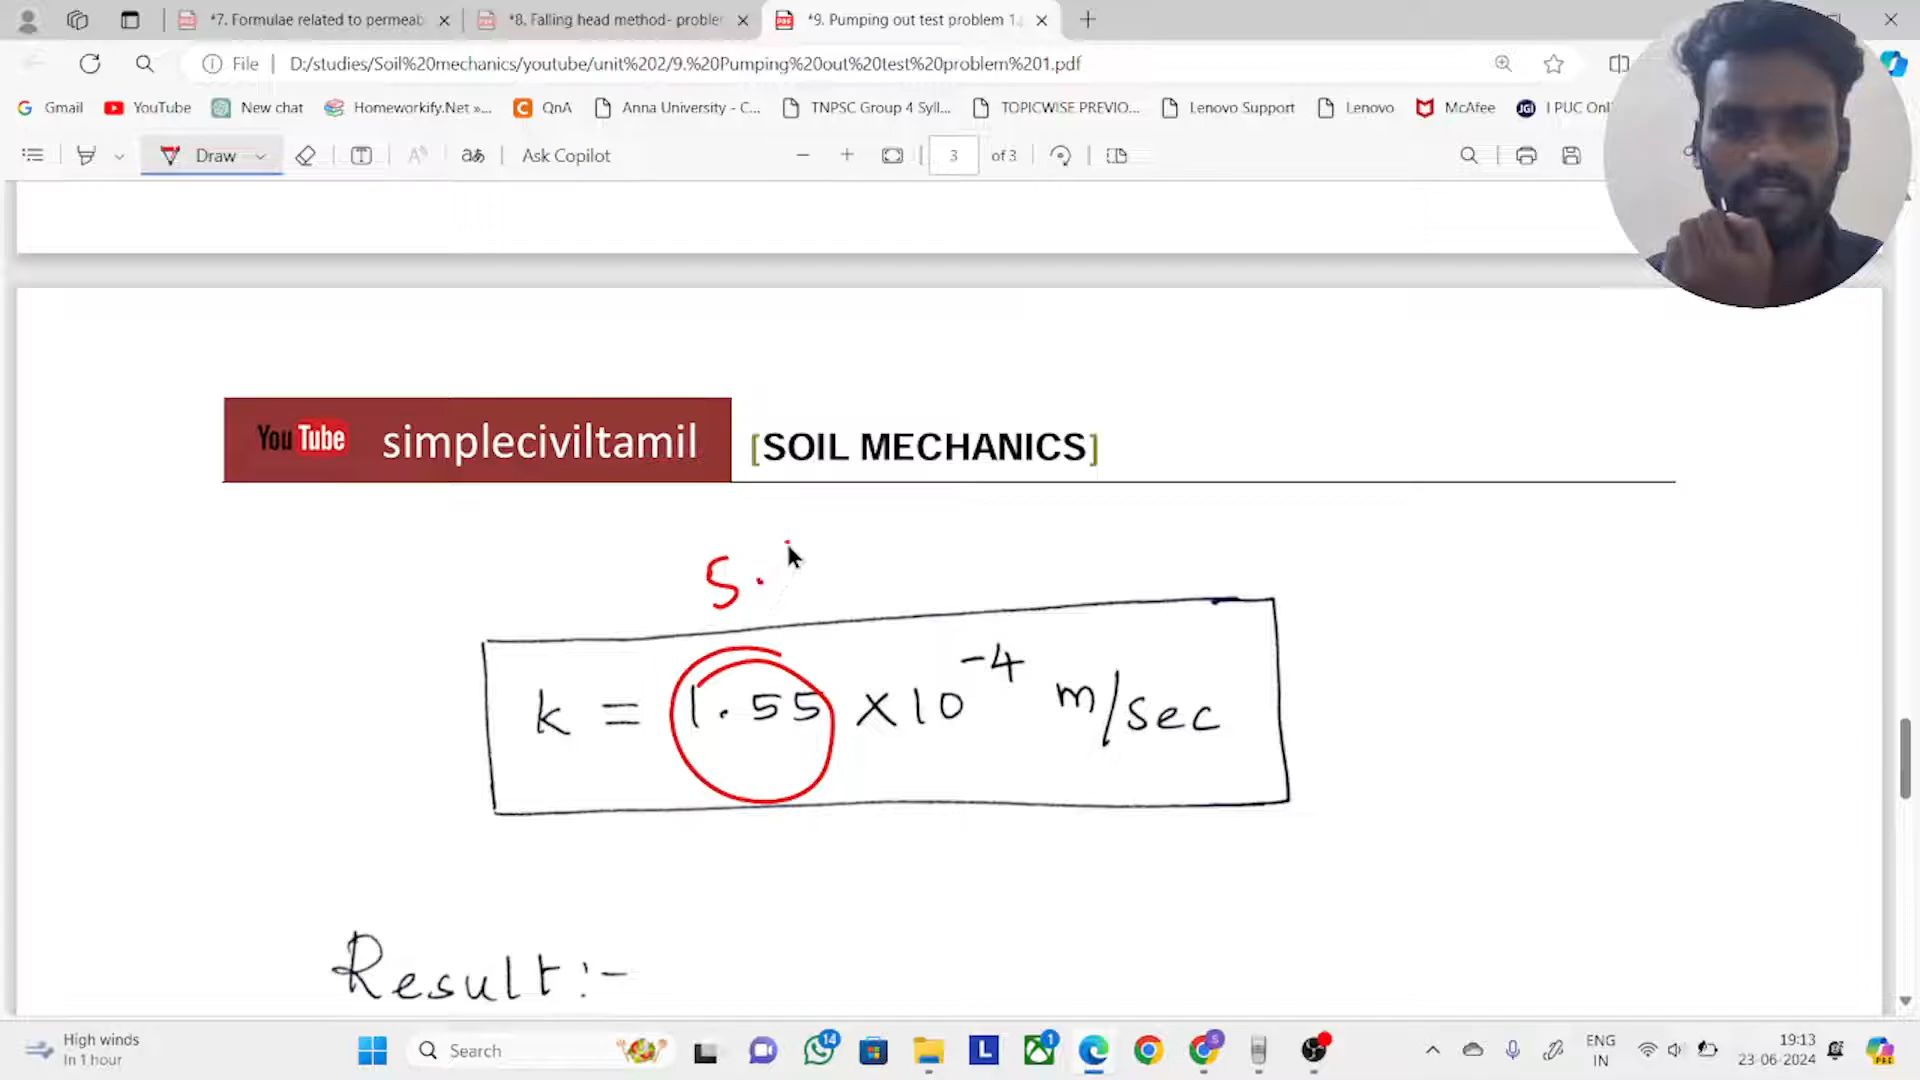 *7. Formulae related to permeab
*8. Falling head method- proble
*9. Pumping out test problem 1.
File D:/studies/Soil%20mechanics/youtube/unit%202/9.%20Pumping%20out%20test%20problem%201.pdf
Gmail YouTube New chat Homeworkify.Net »... QnA Anna University - C... TNPSC Group 4 Syll... TOPICWISE PREVIO... Lenovo Support Lenovo McAfee I PUC Onl
Draw Ask Copilot 3 of 3
YouTube simpleciviltamil [SOIL MECHANICS]
5.
k = 1.55 × 10⁻⁴ m/sec
Result :-
High winds
In 1 hour
Search
14
1
ENG
IN
19:13
23-06-2024